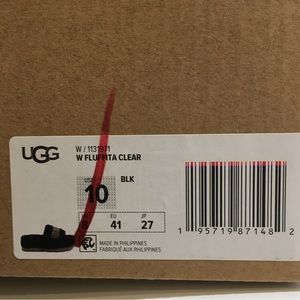 UGG
W / 1131971
W FLUFFITA CLEAR
BLK
10
EU JP
41 27
MADE IN PHILIPPINES
FABRIQUÉ AUX PHILIPPINES
1 95719 87148 2